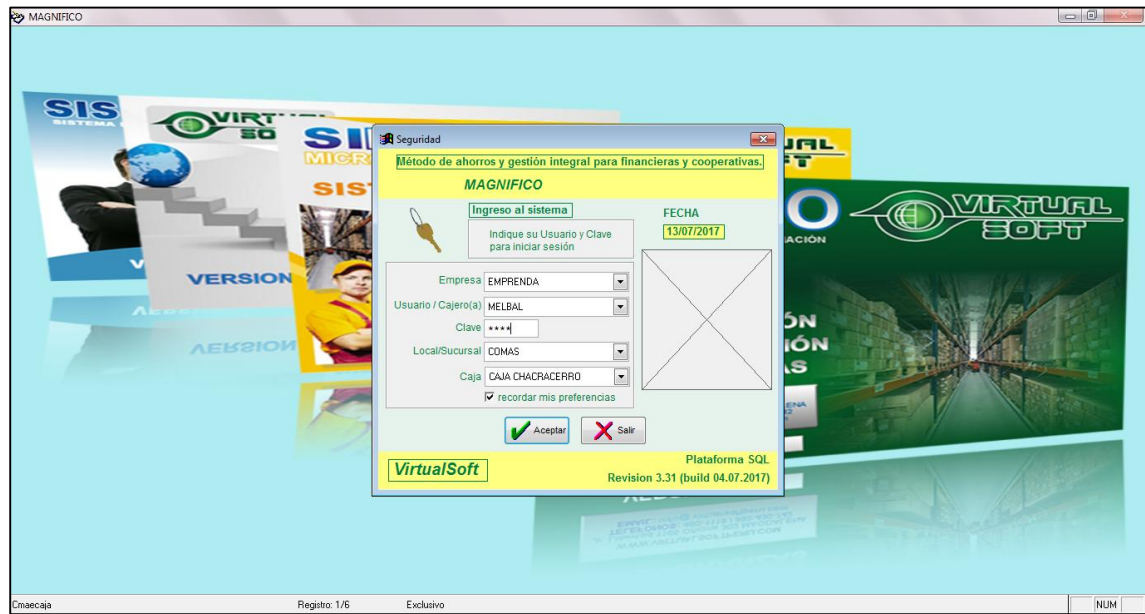 MAGNIFICO
SIS
VIRTUAL
SOFT
VERSION
SIS
Seguridad
Método de ahorros y gestión integral para financieras y cooperativas.
MAGNIFICO
Ingreso al sistema
Indique su Usuario y Clave
para iniciar sesión
FECHA
13/07/2017
Empresa EMPRENDA
Usuario / Cajero(a) MELBAL
Clave ****
Local/Sucursal COMAS
Caja CAJA CHACRACERRO
recordar mis preferencias
Aceptar Salir
VirtualSoft
Plataforma SQL
Revision 3.31 (build 04.07.2017)
Cmaecaja Registro: 1/6 Exclusivo NUM